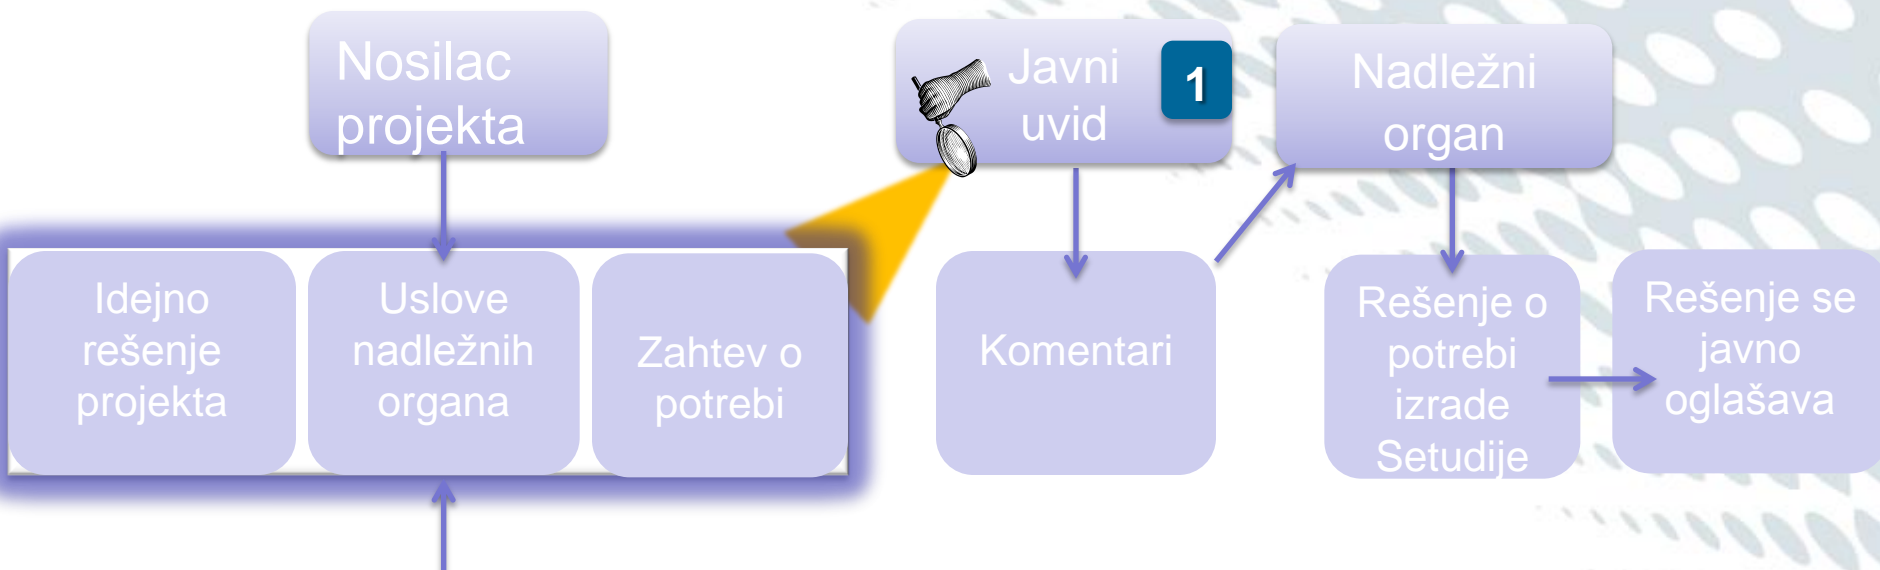 Nosilac
projekta
Javni
uvid
1
Nadležni
organ
Idejno
rešenje
projekta
Uslove
nadležnih
organa
Zahtev o
potrebi
Komentari
Rešenje o
potrebi
izrade
Setudije
Rešenje se
javno
oglašava